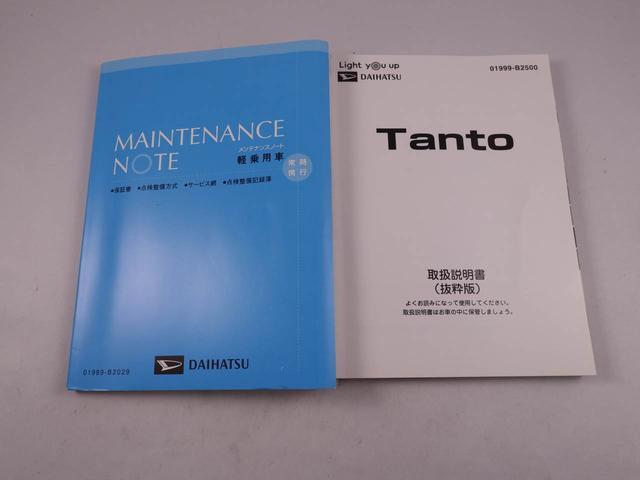 MAINTENANCE
NOTE
メンテナンスノート
軽乗用車
常時
携行
●保証書 ●点検整備方式 ●サービス網 ●点検整備記録簿
DAIHATSU
01999-B2029
Light you up
DAIHATSU
01999-B2500
Tanto
取扱説明書
（抜粋版）
よくお読みになって使用してください。
取扱説明書はお車の中に保管しましょう。